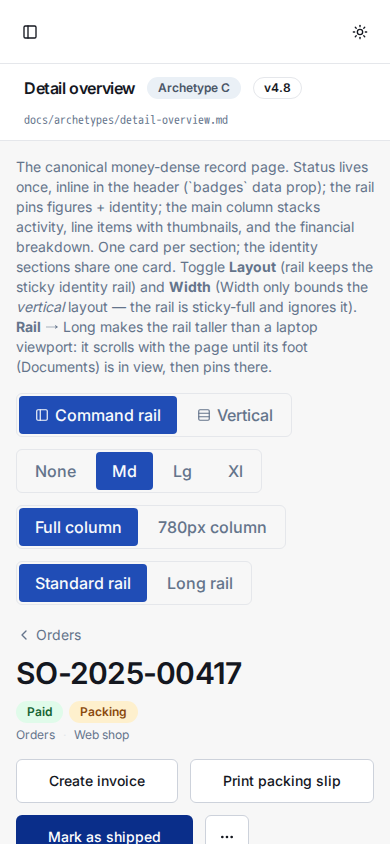 Detail overview Archetype C v4.8
docs/archetypes/detail-overview.md
The canonical money-dense record page. Status lives
once, inline in the header (`badges` data prop); the rail
pins figures + identity; the main column stacks
activity, line items with thumbnails, and the financial
breakdown. One card per section; the identity
sections share one card. Toggle Layout (rail keeps the
sticky identity rail) and Width (Width only bounds the
vertical layout — the rail is sticky-full and ignores it).
Rail → Long makes the rail taller than a laptop
viewport: it scrolls with the page until its foot
(Documents) is in view, then pins there.
Command rail Vertical
None Md Lg Xl
Full column 780px column
Standard rail Long rail
Orders
SO-2025-00417
Paid Packing
Orders · Web shop
Create invoice Print packing slip
Mark as shipped ...